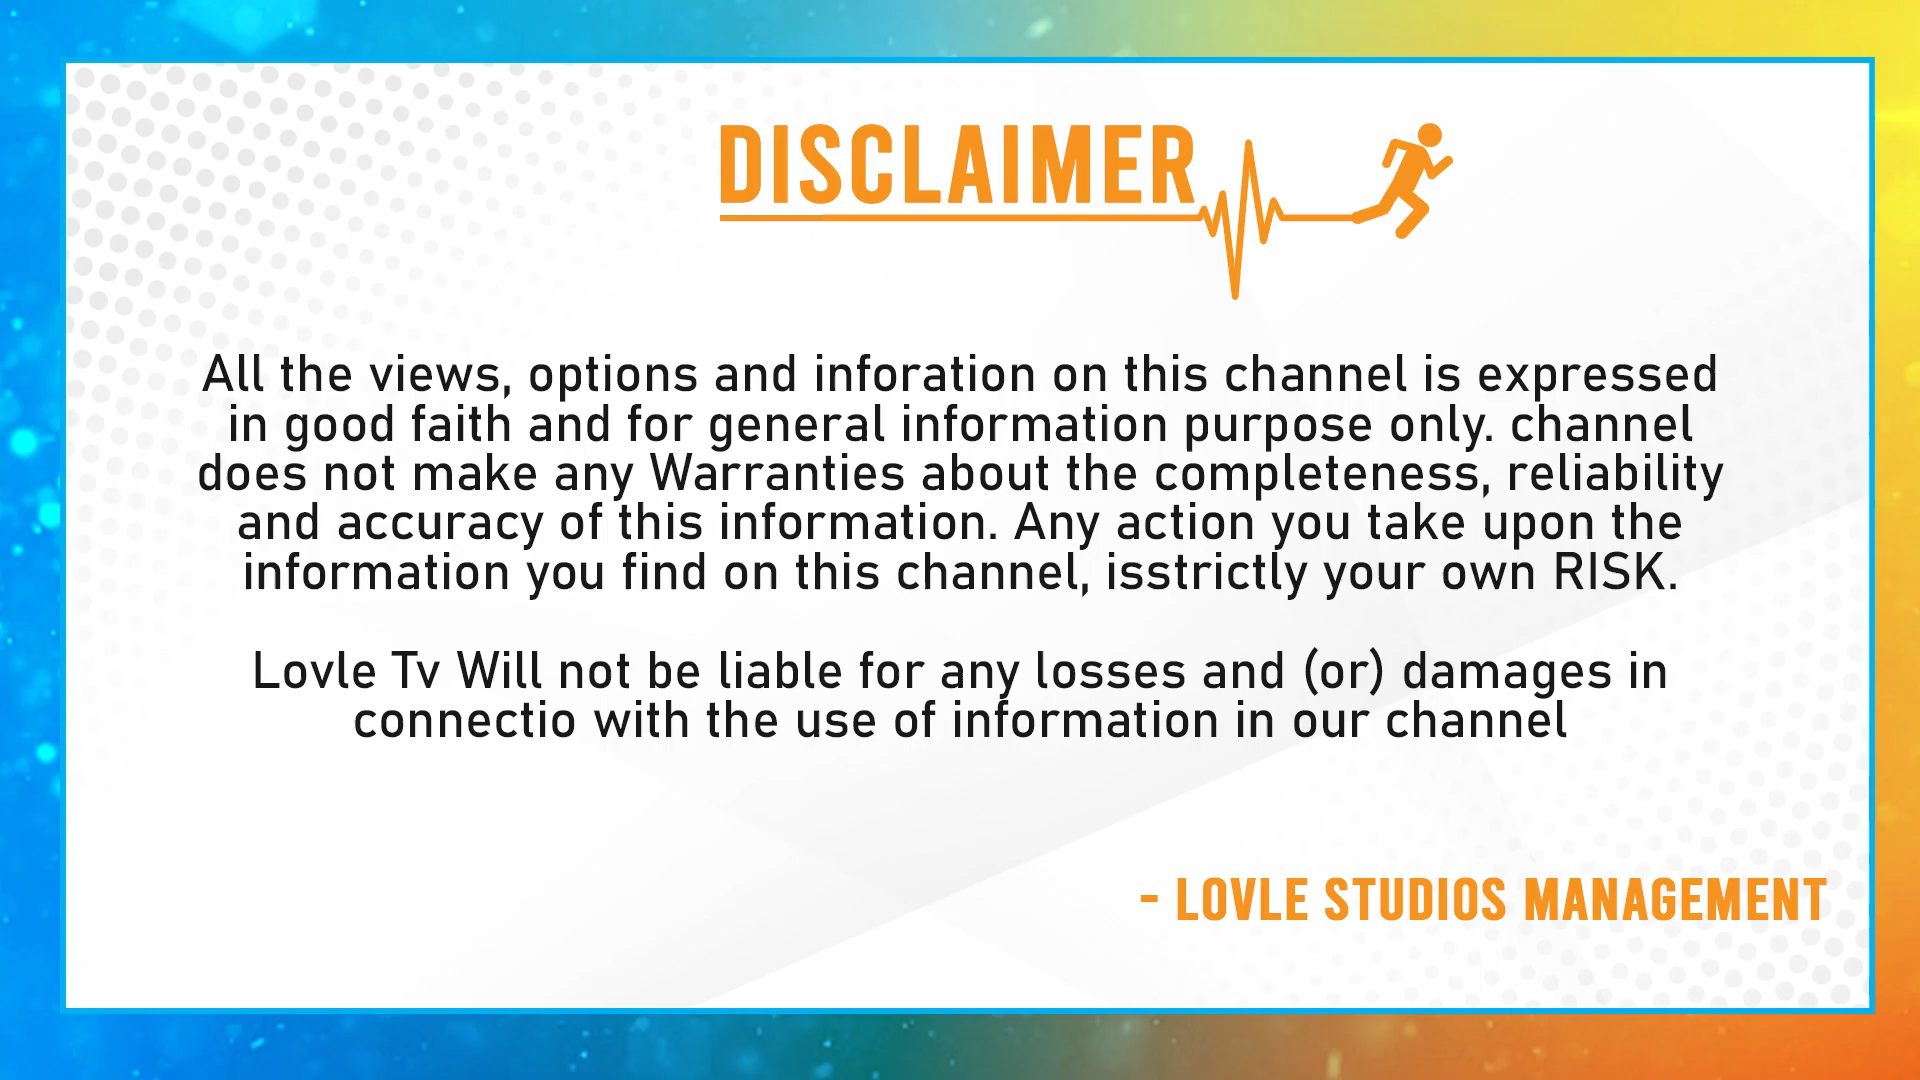 DISCLAIMER
All the views, options and inforation on this channel is expressed
in good faith and for general information purpose only. channel
does not make any Warranties about the completeness, reliability
and accuracy of this information. Any action you take upon the
information you find on this channel, isstrictly your own RISK.
Lovle Tv Will not be liable for any losses and (or) damages in
connectio with the use of information in our channel
- LOVLE STUDIOS MANAGEMENT